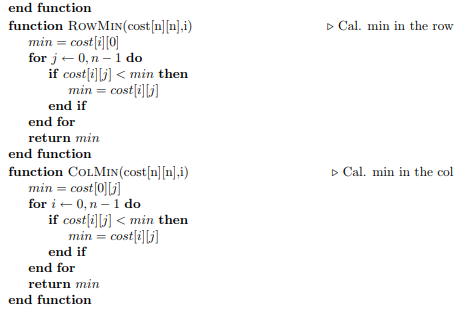 end function
function ROWMIN(cost[n][n],i) ▷ Cal. min in the row
min = cost[i][0]
for j ← 0, n − 1 do
if cost[i][j] < min then
min = cost[i][j]
end if
end for
return min
end function
function COLMIN(cost[n][n],i) ▷ Cal. min in the col
min = cost[0][j]
for i ← 0, n − 1 do
if cost[i][j] < min then
min = cost[i][j]
end if
end for
return min
end function